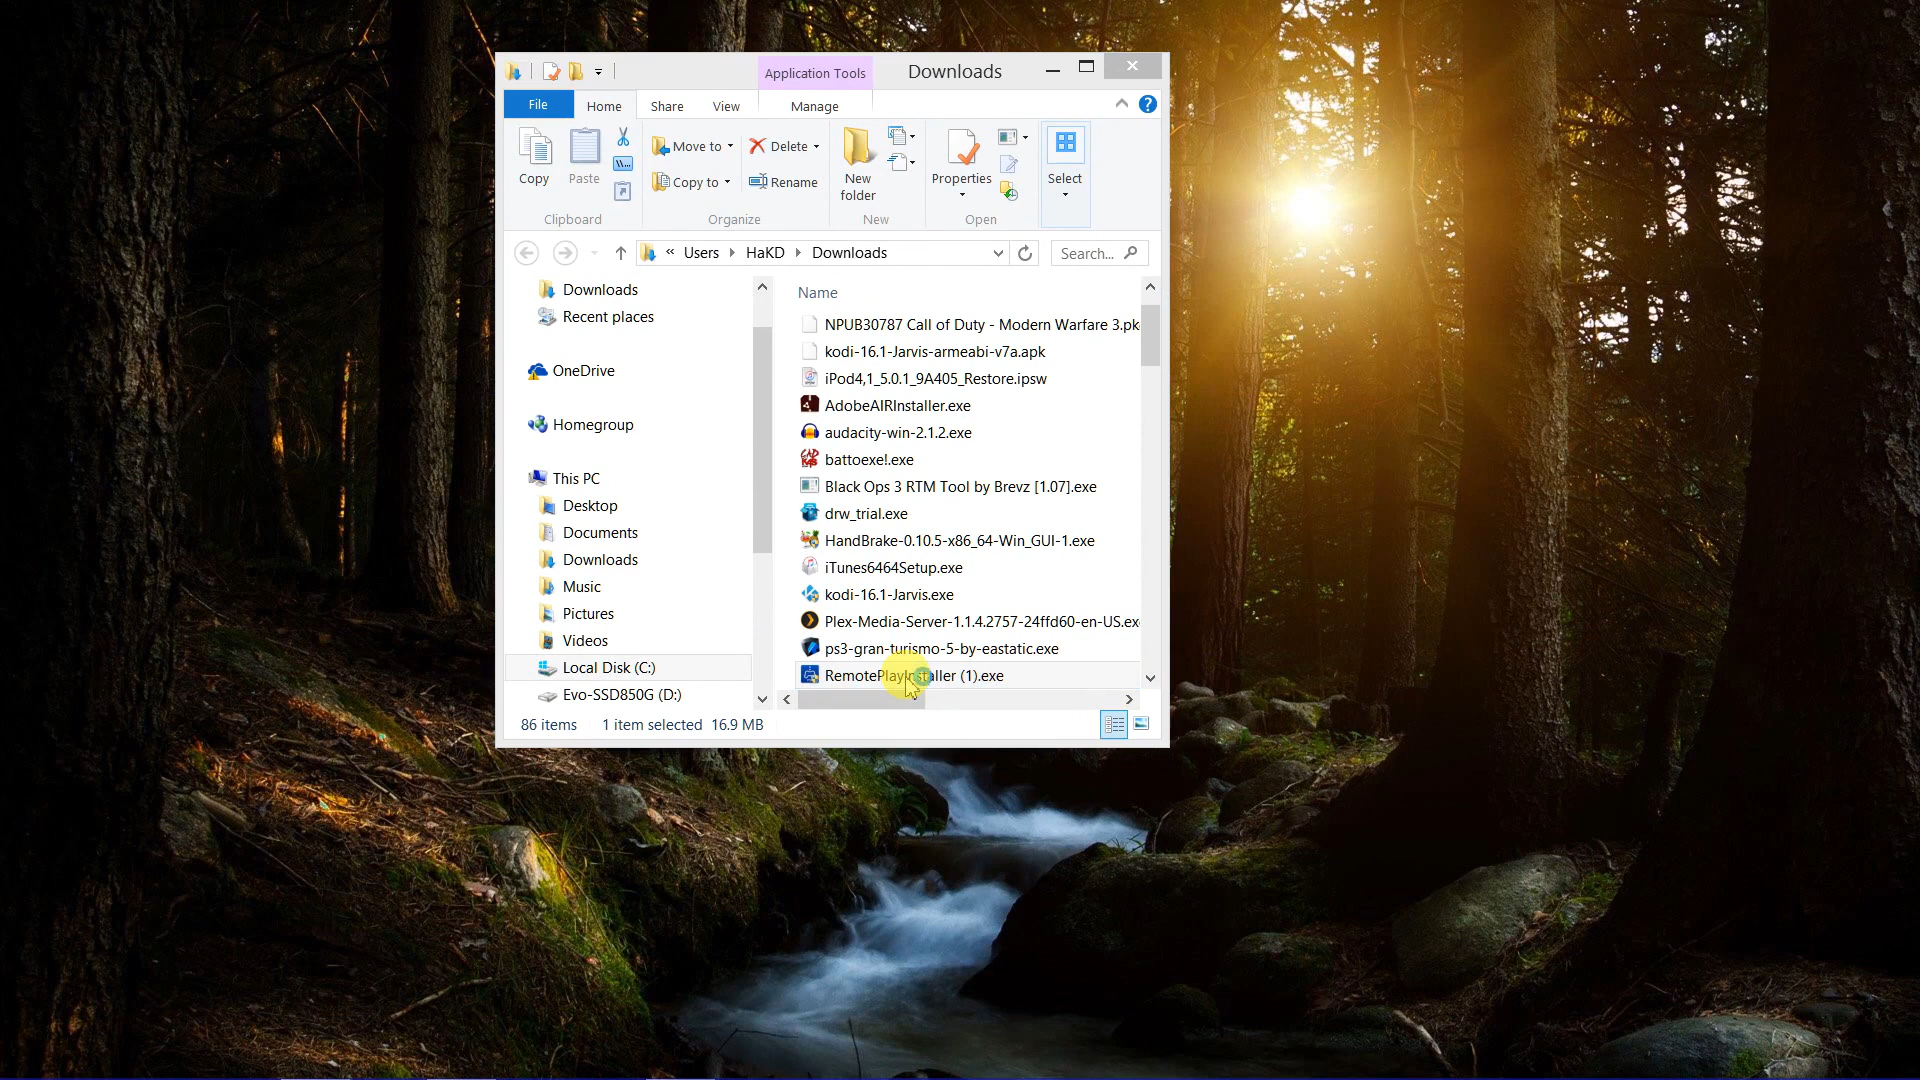 Application Tools
Downloads
File
Home
Share
View
Manage
Copy
Paste
Move to
Copy to
Delete
Rename
New folder
Properties
Select
Clipboard
Organize
New
Open
« Users HaKD Downloads
Search...
Downloads
Recent places
OneDrive
Homegroup
This PC
Desktop
Documents
Downloads
Music
Pictures
Videos
Local Disk (C:)
Evo-SSD850G (D:)
Name
NPUB30787 Call of Duty - Modern Warfare 3.pk
kodi-16.1-Jarvis-armeabi-v7a.apk
iPod4,1_5.0.1_9A405_Restore.ipsw
AdobeAIRInstaller.exe
audacity-win-2.1.2.exe
battoexe!.exe
Black Ops 3 RTM Tool by Brevz [1.07].exe
drw_trial.exe
HandBrake-0.10.5-x86_64-Win_GUI-1.exe
iTunes6464Setup.exe
kodi-16.1-Jarvis.exe
Plex-Media-Server-1.1.4.2757-24ffd60-en-US.ex
ps3-gran-turismo-5-by-eastatic.exe
RemotePlayInstaller (1).exe
86 items
1 item selected 16.9 MB